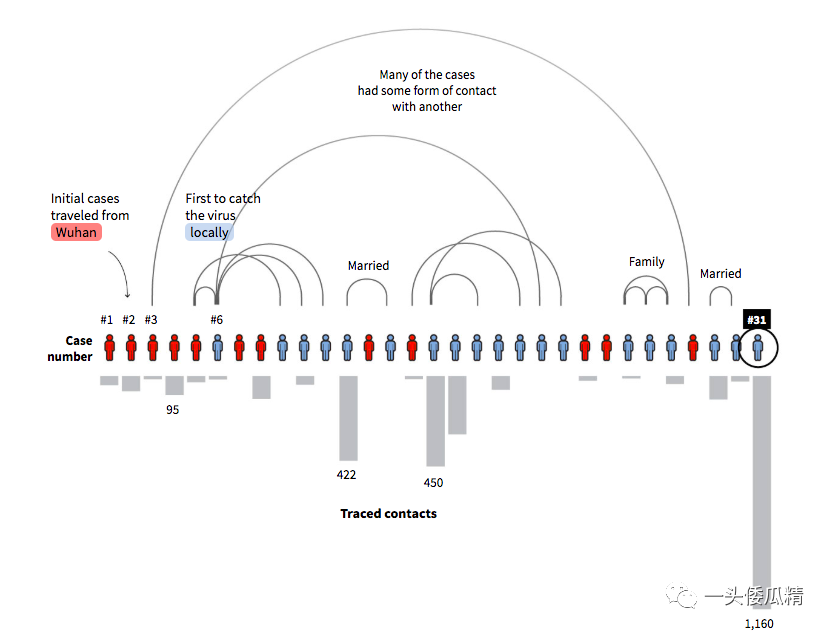 Many of the cases
had some form of contact
with another
Initial cases
traveled from
Wuhan
First to catch
the virus
locally
Married
Family
Married
#1 #2 #3 #6 #31
Case
number
95
422
450
Traced contacts
一头倭瓜精
1,160